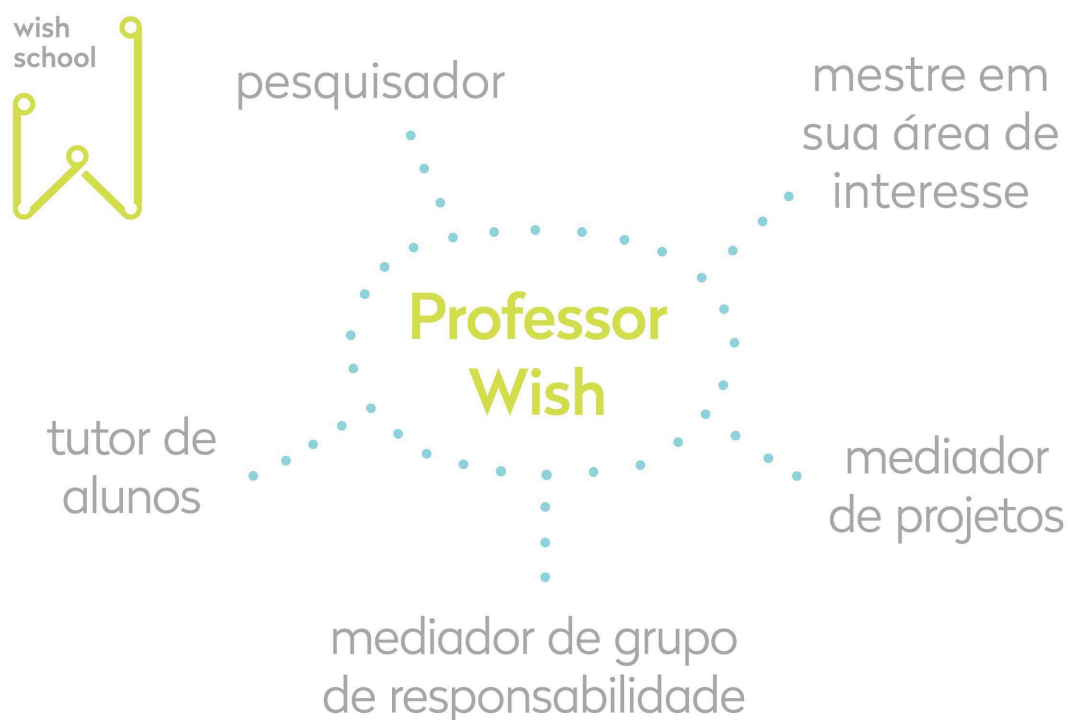 wish
school
pesquisador
mestre em
sua área de
interesse
Professor
Wish
tutor de
alunos
mediador
de projetos
mediador de grupo
de responsabilidade